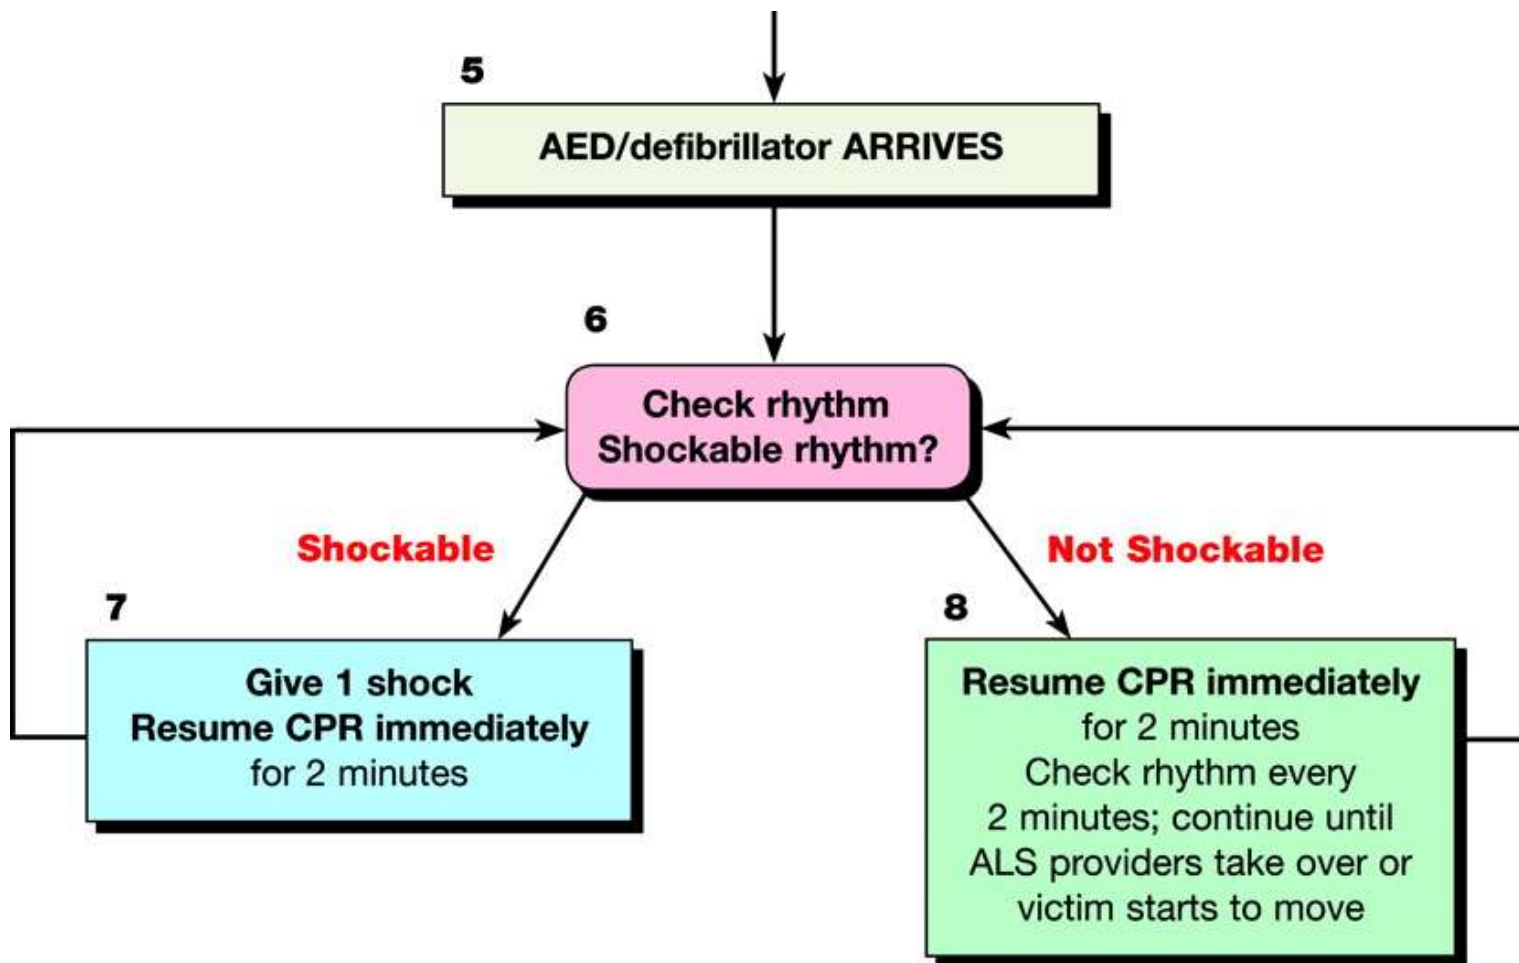 5
AED/defibrillator ARRIVES
6
Check rhythm
Shockable rhythm?
Shockable
Not Shockable
7
Give 1 shock
Resume CPR immediately
for 2 minutes
8
Resume CPR immediately
for 2 minutes
Check rhythm every
2 minutes; continue until
ALS providers take over or
victim starts to move